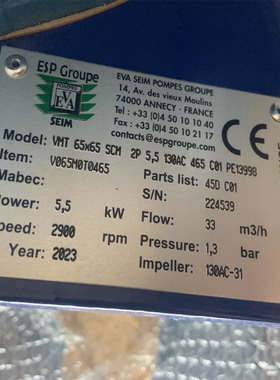 ESP Groupe
POMPES
EVA
SEIM
EVA SEIM POMPES GROUPE
14, Av. des vieux Moulins
74000 ANNECY - FRANCE
Tel : +33 (0)4 50 10 10 40
Fax : +33 (0)4 50 10 21 17
contacts@espgroupe.com
CE
Model: VMT 65x65 SCM 2P 5,5 130AC 465 C01 PE13998
Item: V065M0T0465
Parts list: 45D C01
Mabec:
S/N: 224539
Power: 5,5 kW
Flow: 33 m3/h
Speed: 2900 rpm
Pressure: 1,3 bar
Year: 2023
Impeller: 130AC-31